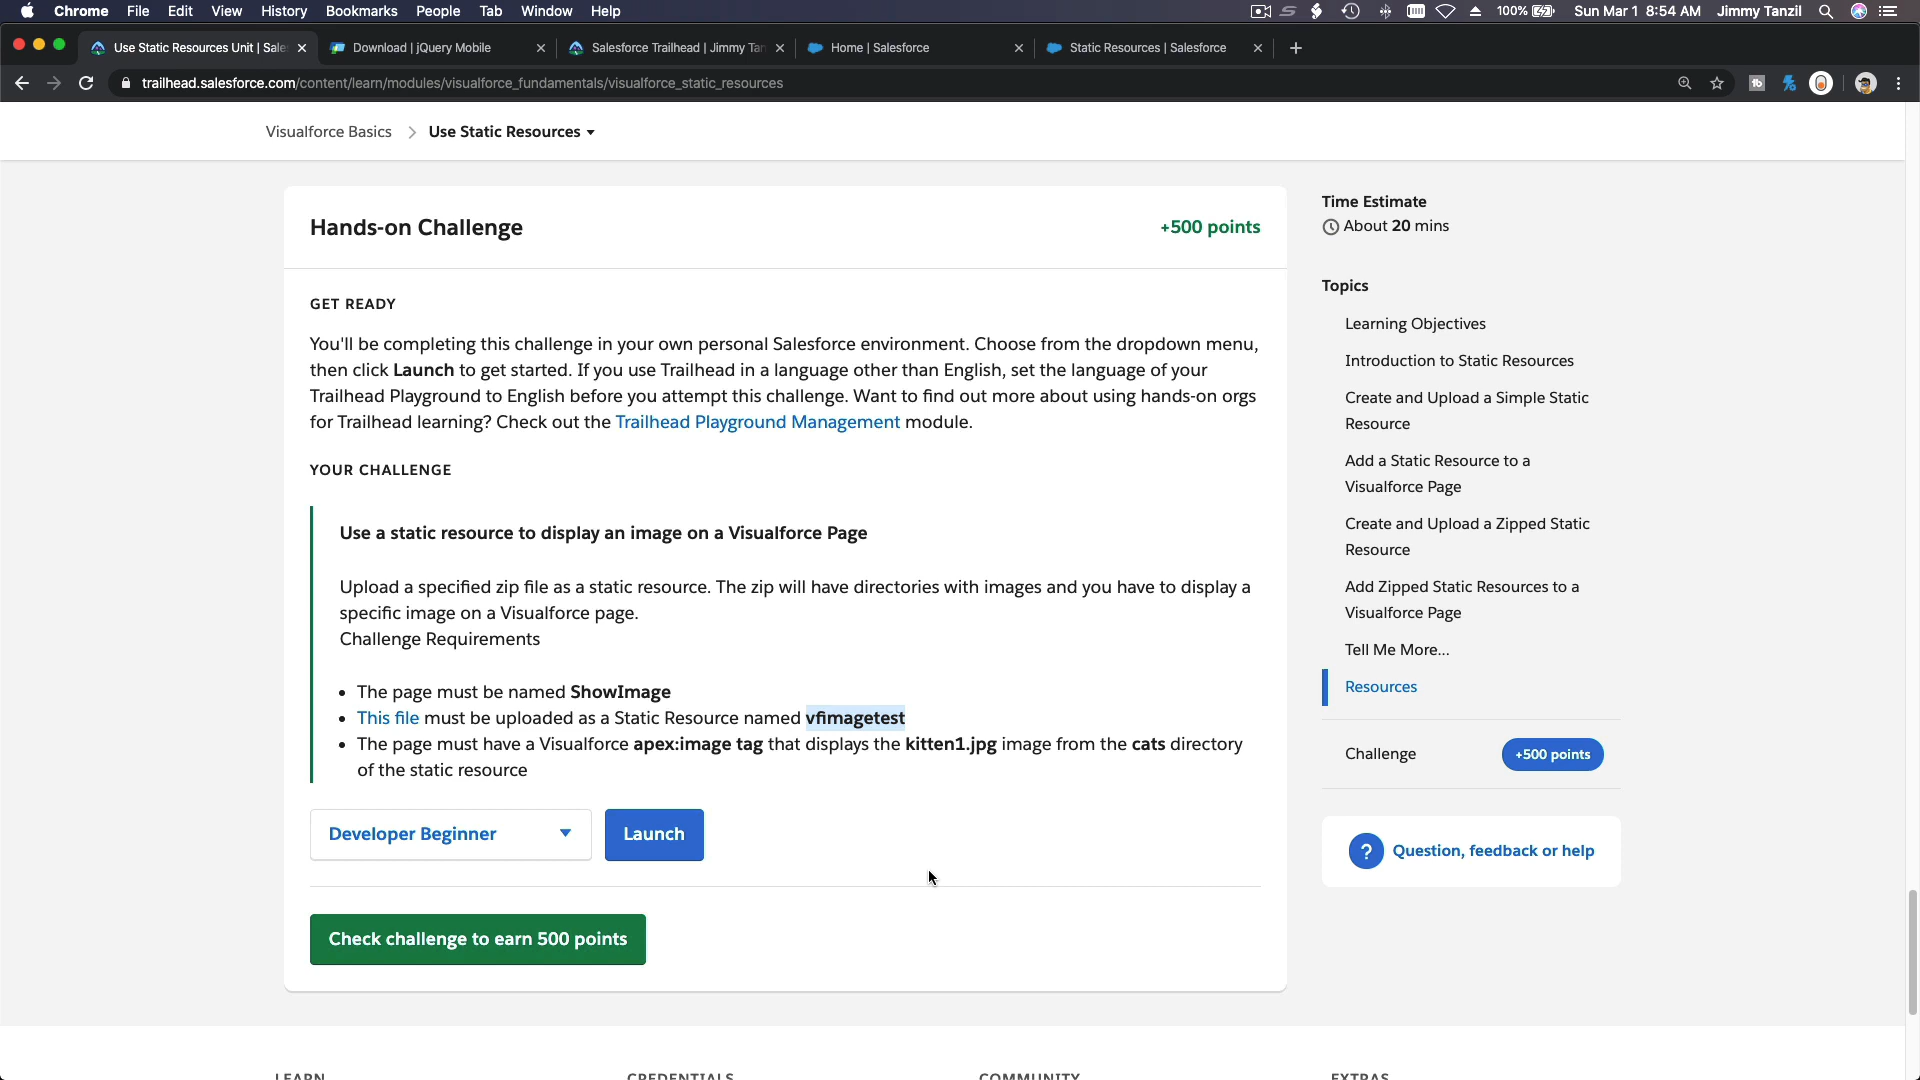 Chrome File Edit View History Bookmarks People Tab Window Help 100% Sun Mar 1 8:54 AM Jimmy Tanzil
Use Static Resources Unit | Sale Download | jQuery Mobile Salesforce Trailhead | Jimmy Tan Home | Salesforce Static Resources | Salesforce
trailhead.salesforce.com/content/learn/modules/visualforce_fundamentals/visualforce_static_resources
Visualforce Basics > Use Static Resources
Hands-on Challenge
+500 points
GET READY
You'll be completing this challenge in your own personal Salesforce environment. Choose from the dropdown menu,
then click Launch to get started. If you use Trailhead in a language other than English, set the language of your
Trailhead Playground to English before you attempt this challenge. Want to find out more about using hands-on orgs
for Trailhead learning? Check out the Trailhead Playground Management module.
YOUR CHALLENGE
Use a static resource to display an image on a Visualforce Page
Upload a specified zip file as a static resource. The zip will have directories with images and you have to display a
specific image on a Visualforce page.
Challenge Requirements
• The page must be named ShowImage
• This file must be uploaded as a Static Resource named vfimagetest
• The page must have a Visualforce apex:image tag that displays the kitten1.jpg image from the cats directory
of the static resource
Developer Beginner
Launch
Check challenge to earn 500 points
Time Estimate
About 20 mins
Topics
Learning Objectives
Introduction to Static Resources
Create and Upload a Simple Static
Resource
Add a Static Resource to a
Visualforce Page
Create and Upload a Zipped Static
Resource
Add Zipped Static Resources to a
Visualforce Page
Tell Me More...
Resources
Challenge
+500 points
? Question, feedback or help
LEARN CREDENTIALS COMMUNITY EXTRAS